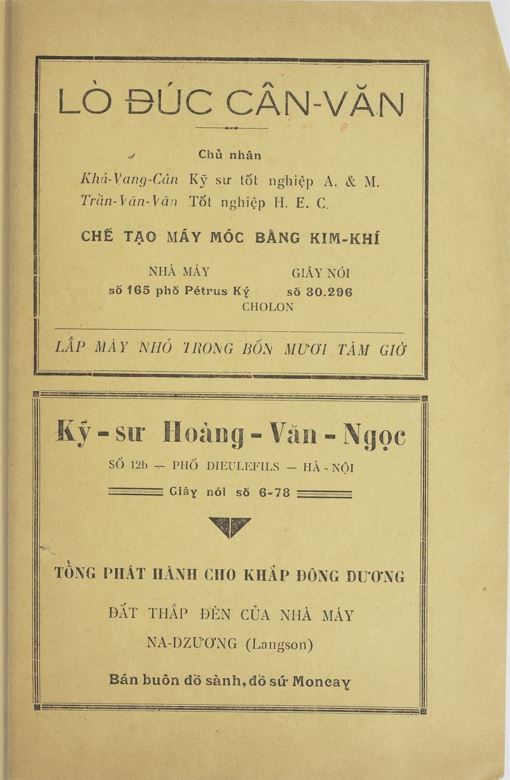 LÒ ĐÚC CÂN-VĂN
Chủ nhân
Khá-Vạng-Cân Kỹ sư tốt nghiệp A. & M.
Trần-Văn-Văn Tốt nghiệp H. E. C.
CHẾ TẠO MÁY MÓC BẰNG KIM-KHÍ
NHÀ MÁY GIÂY NÓI
số 165 phố Pétrus Ký số 30.296
CHOLON
LẮP MÁY NHỎ TRONG BỐN MƯƠI TÁM GIỜ
Kỹ-sư Hoàng-Văn-Ngọc
SỐ 12b — PHỐ DIEULEFILS — HÀ-NỘI
Giây nói số 6-78
TỔNG PHÁT HÀNH CHO KHẮP ĐÔNG DƯƠNG
ĐẤT THẮP ĐÈN CỦA NHÀ MÁY
NA-DZƯƠNG (Langson)
Bán buôn đồ sành, đồ sứ Moncay